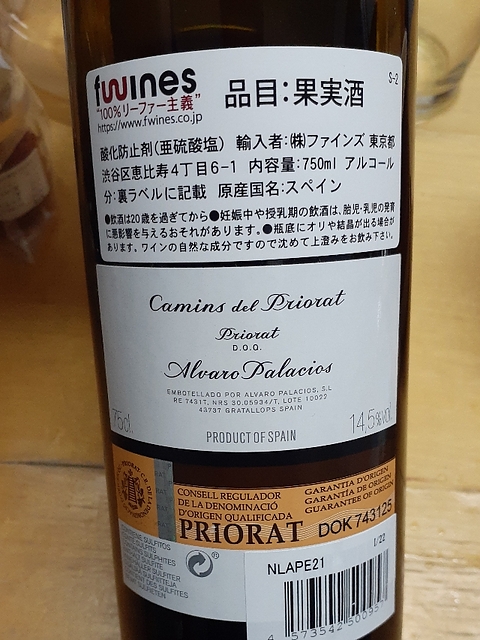 fwines
"100%リーファー主義"
https://www.fwines.co.jp
品目:果実酒
S-2
酸化防止剤(亜硫酸塩) 輸入者:㈱ファインズ 東京都
渋谷区恵比寿4丁目6-1 内容量:750ml アルコール
分:裏ラベルに記載 原産国名:スペイン
●飲酒は20歳を過ぎてから●妊娠中や授乳期の飲酒は、胎児・乳児の発育
に悪影響を与えるおそれがあります。●瓶底にオリや結晶が出る場合が
あります。ワインの自然な成分ですので沈めて上澄みをお飲み下さい。
Camins del Priorat
Priorat
D.O.Q.
Alvaro Palacios
EMBOTELLADO POR ALVARO PALACIOS, S.L
RE 7431T, NRS 30.05934/T, LOTE 10022
43737 GRATALLOPS SPAIN
75cl.
14,5%vol.
PRODUCT OF SPAIN
CONSELL REGULADOR
DE LA DENOMINACIÓ
D'ORIGEN QUALIFICADA
PRIORAT
GARANTIA D'ORIGEN
GARANTÍA DE ORIGEN
GUARANTEE OF ORIGIN
DOK 743125
1/22
NLAPE21